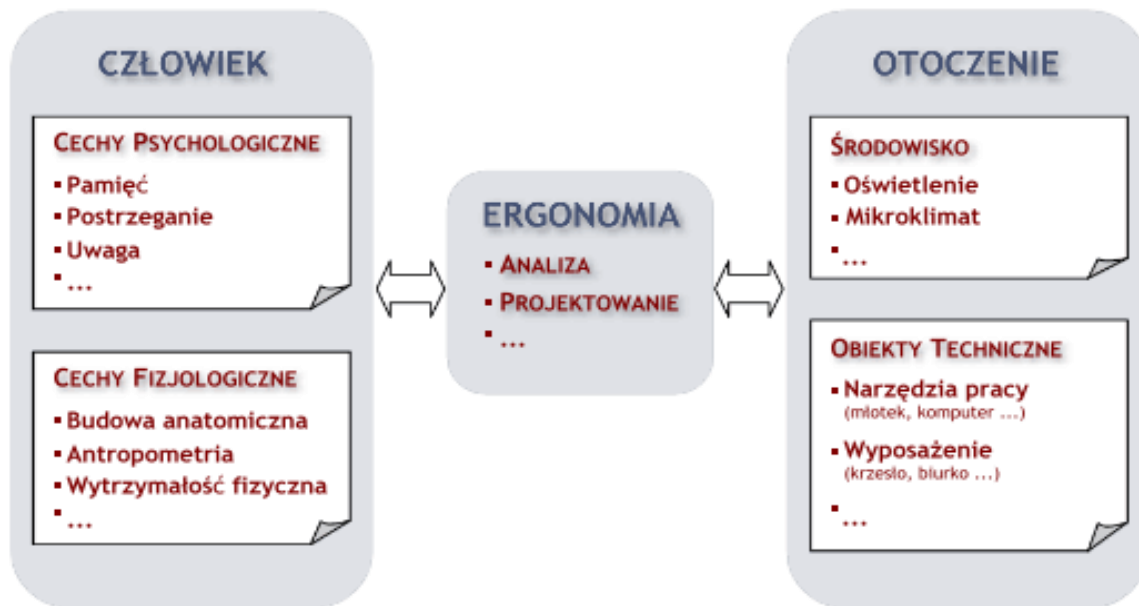 CZŁOWIEK
CECHY PSYCHOLOGICZNE
▪ Pamięć
▪ Postrzeganie
▪ Uwaga
▪ ...
CECHY FIZJOLOGICZNE
▪ Budowa anatomiczna
▪ Antropometria
▪ Wytrzymałość fizyczna
▪ ...
ERGONOMIA
▪ ANALIZA
▪ PROJEKTOWANIE
▪ ...
OTOCZENIE
ŚRODOWISKO
▪ Oświetlenie
▪ Mikroklimat
▪ ...
OBIEKTY TECHNICZNE
▪ Narzędzia pracy
(młotek, komputer ...)
▪ Wyposażenie
(krzesło, biurko ...)
▪ ...